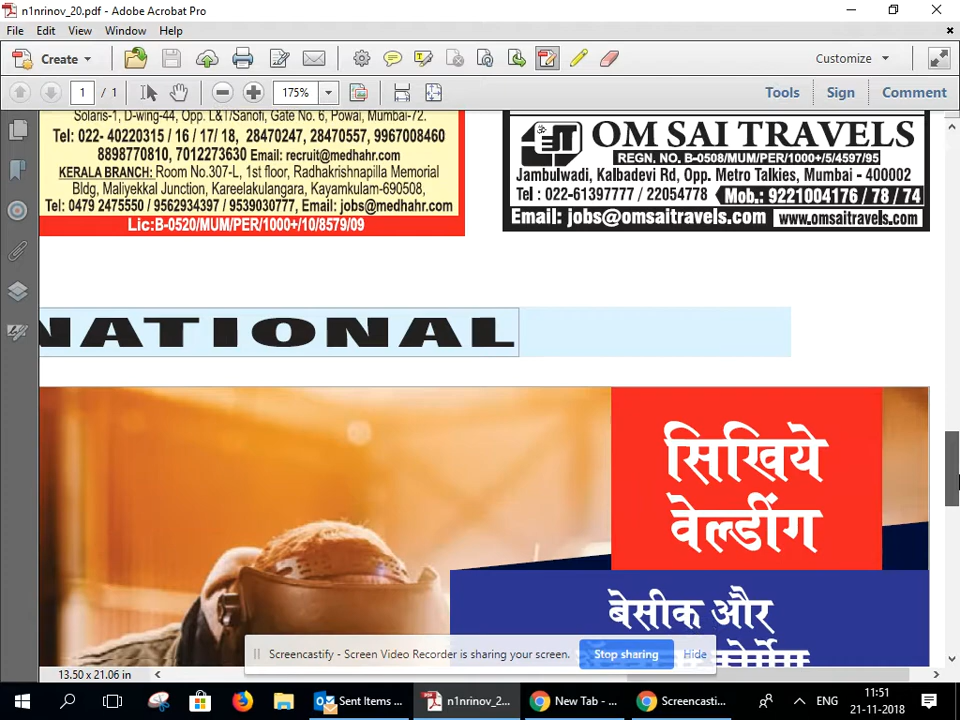 n1nrinov_20.pdf - Adobe Acrobat Pro
File Edit View Window Help
Create
Customize
1 / 1
175%
Tools Sign Comment
Solaris-1, D-wing-44, Opp. L&T/Sanofi, Gate No. 6, Powai, Mumbai-72.
Tel: 022- 40220315 / 16 / 17/ 18, 28470247, 28470557, 9967008460
8898770810, 7012273630 Email: recruit@medhahr.com
KERALA BRANCH: Room No.307-L, 1st floor, Radhakrishnapilla Memorial
Bldg, Maliyekkal Junction, Kareelakulangara, Kayamkulam-690508,
Tel: 0479 2475550 / 9562434397 / 9539030777, Email: jobs@medhahr.com
Lic:B-0520/MUM/PER/1000+/10/8579/09
OM SAI TRAVELS
REGN. NO. B-0508/MUM/PER/1000+/5/4597/95
Jambulwadi, Kalbadevi Rd, Opp. Metro Talkies, Mumbai - 400002
Tel : 022-61397777 / 22054778 Mob.: 9221004176 / 78 / 74
Email: jobs@omsaitravels.com www.omsaitravels.com
NATIONAL
सिखिये
वेल्डींग
बेसीक और
Screencastify - Screen Video Recorder is sharing your screen. Stop sharing Hide
13.50 x 21.06 in
Sent Items ... n1nrinov_2... New Tab - ... Screencasti... ENG
11:51
21-11-2018